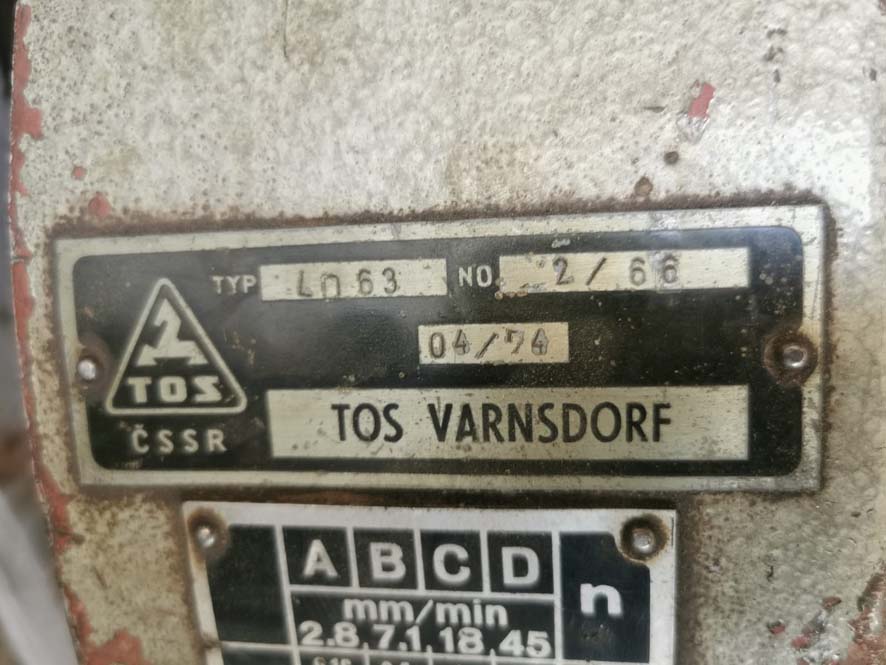 TYP LD 63 NO. 2/66
04/74
TOS
ČSSR
TOS VARNSDORF
A B C D n
mm/min
2.8 7.1 18 45